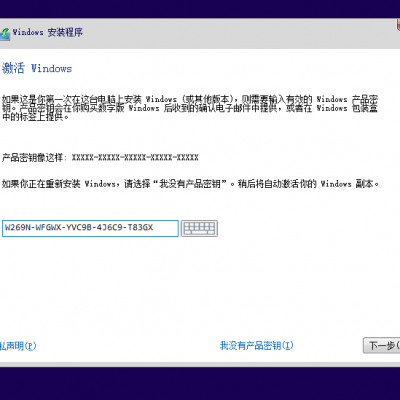 Windows 安装程序
激活 Windows
如果这是你第一次在这台电脑上安装 Windows (或其他版本)，则需要输入有效的 Windows 产品密
钥。产品密钥会在你购买数字版 Windows 后收到的确认电子邮件中提供，或者在 Windows 包装盒
中的标签上提供。
产品密钥像这样: XXXXX-XXXXX-XXXXX-XXXXX-XXXXX
如果你正在重新安装 Windows，请选择“我没有产品密钥”。稍后将自动激活你的 Windows 副本。
W269N-WFGWX-YVC9B-4J6C9-T83GX
私声明(P)
我没有产品密钥(I)
下一步(